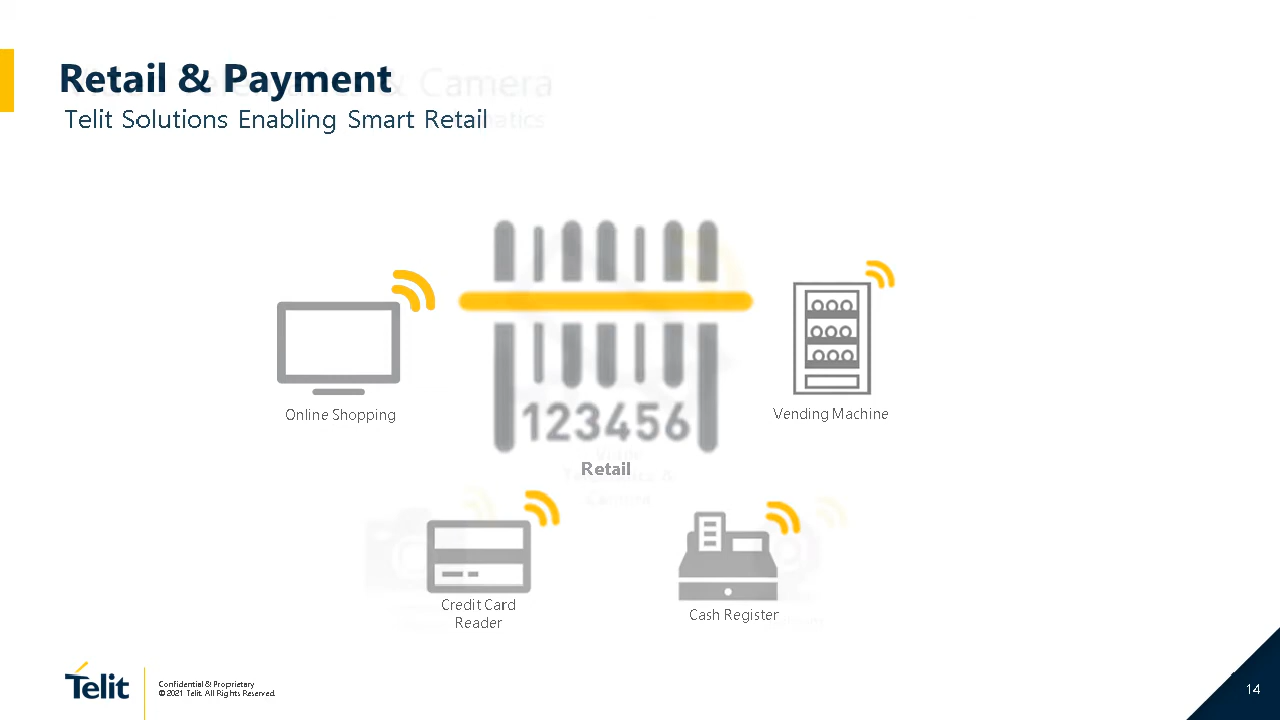 Retail & Payment
Telit Solutions Enabling Smart Retail
123456
Online Shopping
Vending Machine
Retail
Credit Card
Reader
Cash Register
Telit
Confidential & Proprietary
© 2021 Telit. All Rights Reserved.
14